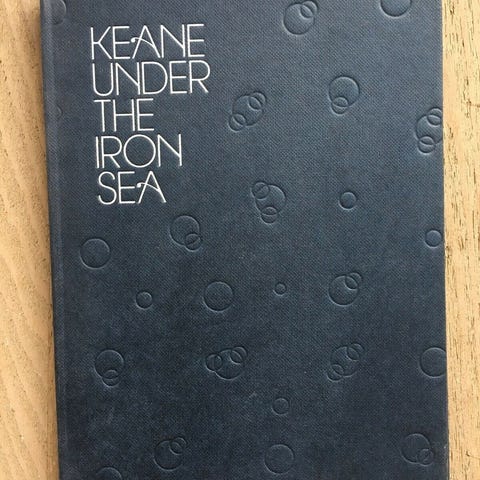 KEANE
UNDER
THE
IRON
SEA